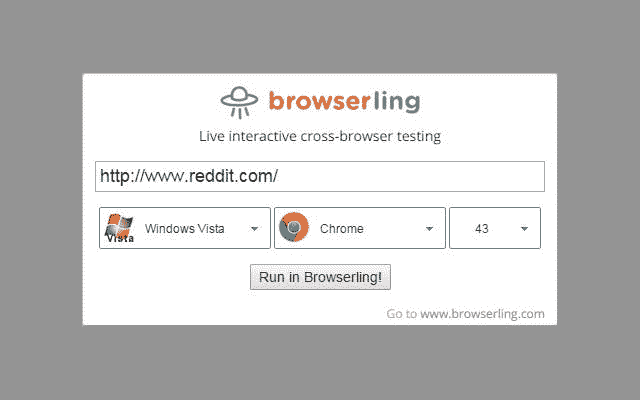 browserling
Live interactive cross-browser testing
http://www.reddit.com/
Vista Windows Vista Chrome 43
Run in Browserling!
Go to www.browserling.com